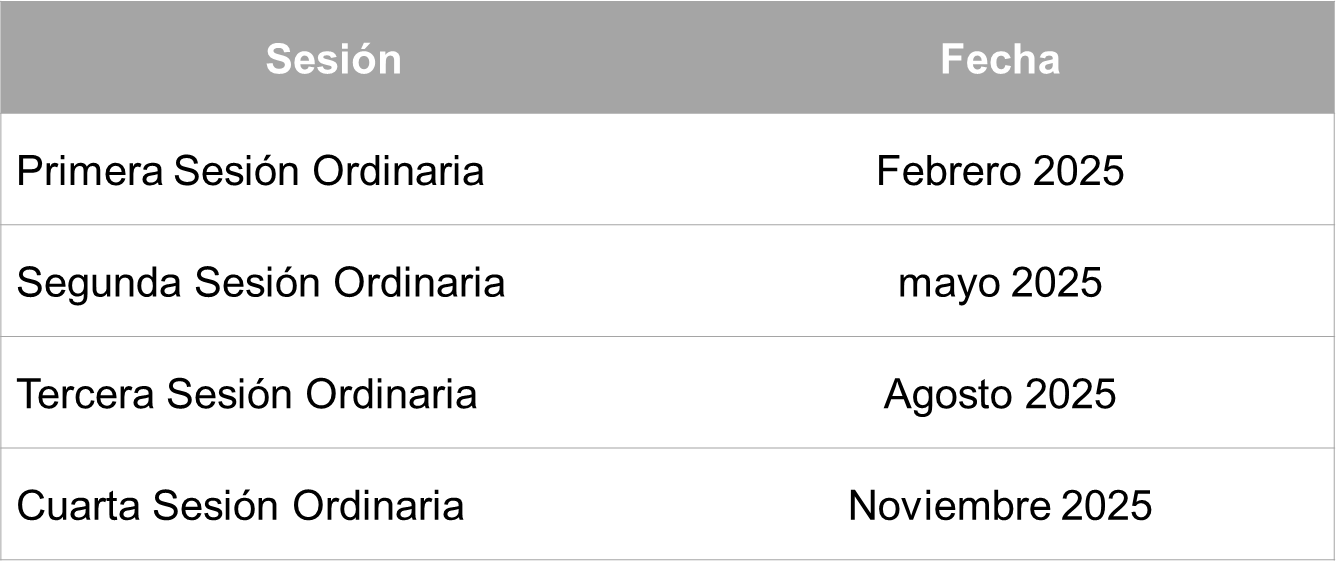 Sesión Fecha
Primera Sesión Ordinaria Febrero 2025
Segunda Sesión Ordinaria mayo 2025
Tercera Sesión Ordinaria Agosto 2025
Cuarta Sesión Ordinaria Noviembre 2025